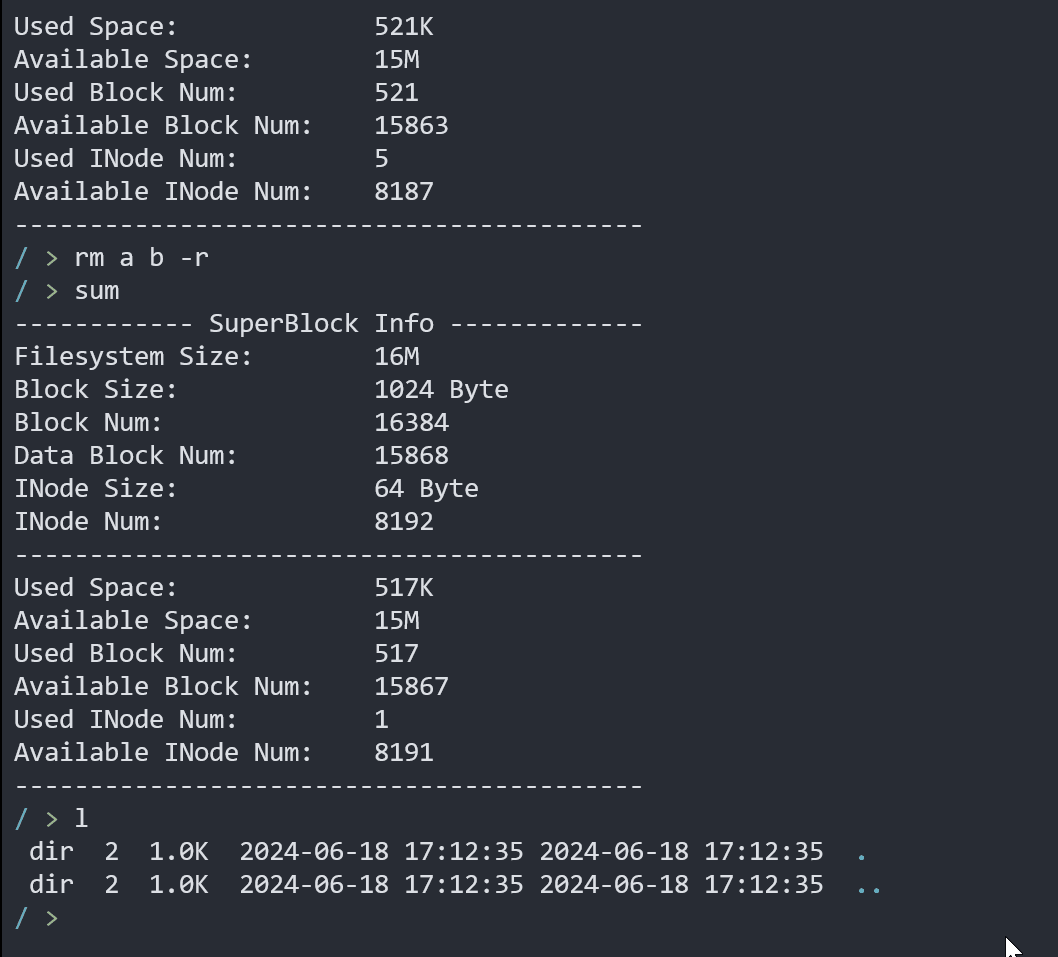 Used Space:             521K
Available Space:        15M
Used Block Num:         521
Available Block Num:    15863
Used INode Num:         5
Available INode Num:    8187
------------------------------------------
/ > rm a b -r
/ > sum
------------ SuperBlock Info -------------
Filesystem Size:        16M
Block Size:             1024 Byte
Block Num:              16384
Data Block Num:         15868
INode Size:             64 Byte
INode Num:              8192
------------------------------------------
Used Space:             517K
Available Space:        15M
Used Block Num:         517
Available Block Num:    15867
Used INode Num:         1
Available INode Num:    8191
------------------------------------------
/ > l
 dir  2  1.0K  2024-06-18 17:12:35 2024-06-18 17:12:35  .
 dir  2  1.0K  2024-06-18 17:12:35 2024-06-18 17:12:35  ..
/ >